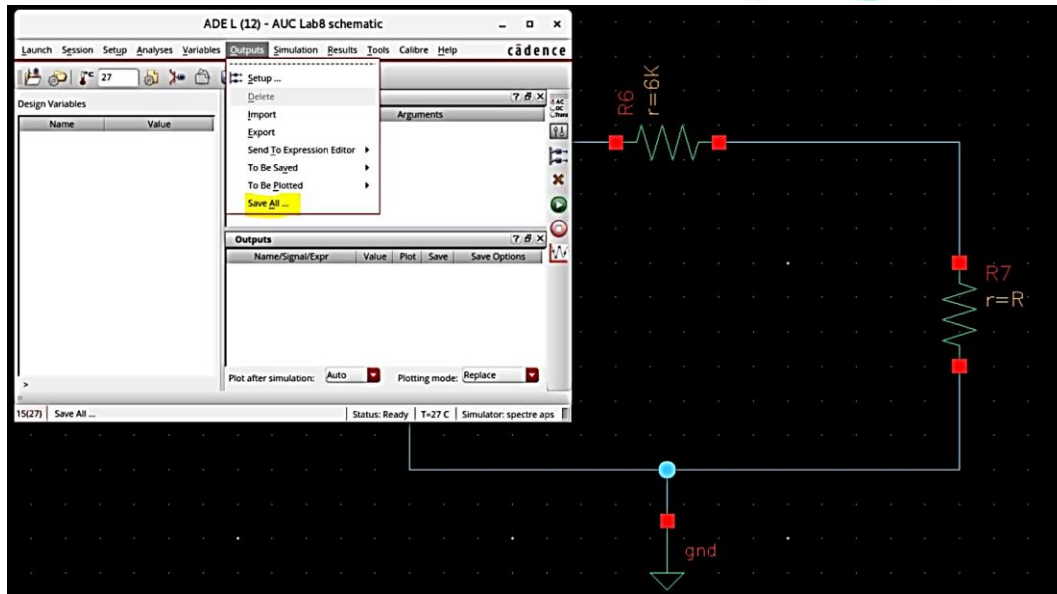 ADE L (12) - AUC Lab8 schematic
Launch Session Setup Analyses Variables Outputs Simulation Results Tools Calibre Help cādence
27
Design Variables
Name Value
Setup ...
Delete
Import
Export
Send To Expression Editor
To Be Saved
To Be Plotted
Save All ...
Arguments
AC
DC
Trans
Outputs
Name/Signal/Expr Value Plot Save Save Options
Plot after simulation: Auto Plotting mode: Replace
>
15(27) Save All ... Status: Ready T=27 C Simulator: spectre aps
R6
r=6K
R7
r=R
gnd